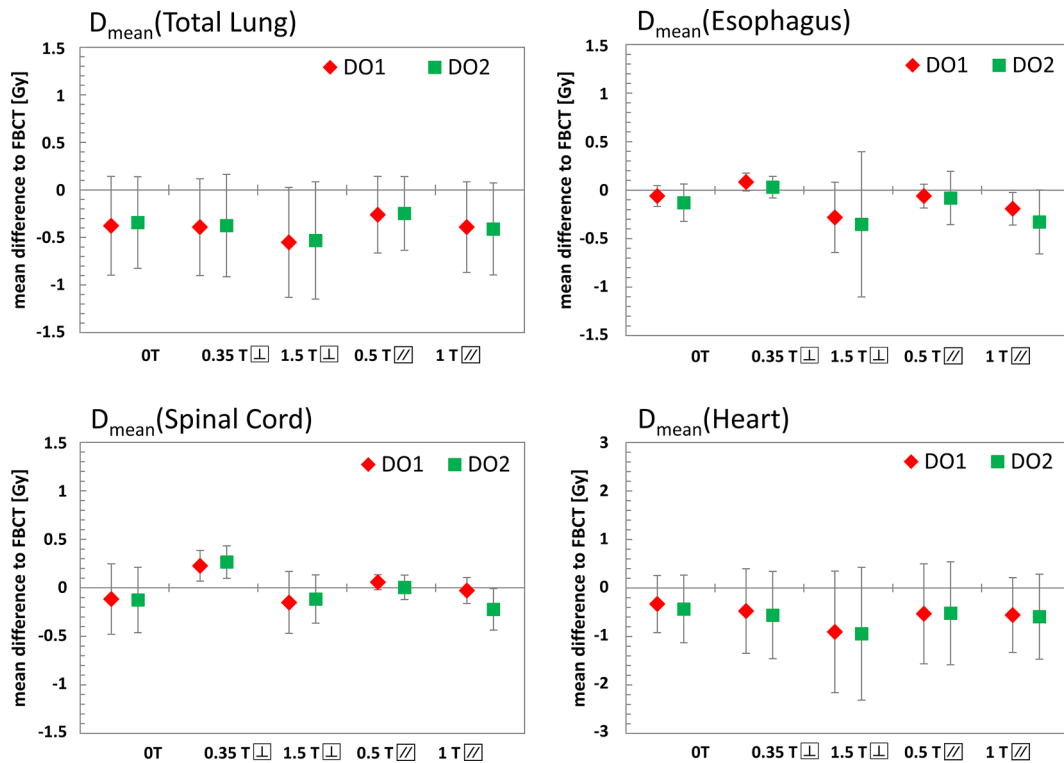 D_mean(Total Lung)
mean difference to FBCT [Gy]
1.5
1
0.5
0
-0.5
-1
-1.5
DO1 DO2
0T 0.35 T ⊥ 1.5 T ⊥ 0.5 T // 1 T //
D_mean(Esophagus)
mean difference to FBCT [Gy]
1.5
1
0.5
0
-0.5
-1
-1.5
DO1 DO2
0T 0.35 T ⊥ 1.5 T ⊥ 0.5 T // 1 T //
D_mean(Spinal Cord)
mean difference to FBCT [Gy]
1.5
1
0.5
0
-0.5
-1
-1.5
DO1 DO2
0T 0.35 T ⊥ 1.5 T ⊥ 0.5 T // 1 T //
D_mean(Heart)
mean difference to FBCT [Gy]
3
2
1
0
-1
-2
-3
DO1 DO2
0T 0.35 T ⊥ 1.5 T ⊥ 0.5 T // 1 T //